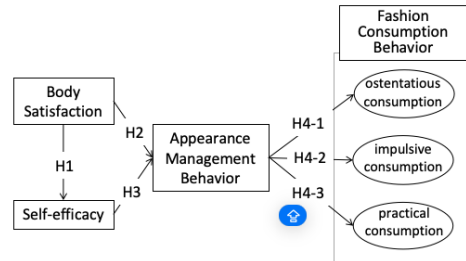 Fashion
Consumption
Behavior
Body
Satisfaction
ostentatious
consumption
H2
H4-1
Appearance
Management
Behavior
H1
H4-2
impulsive
consumption
H3
H4-3
Self-efficacy
practical
consumption